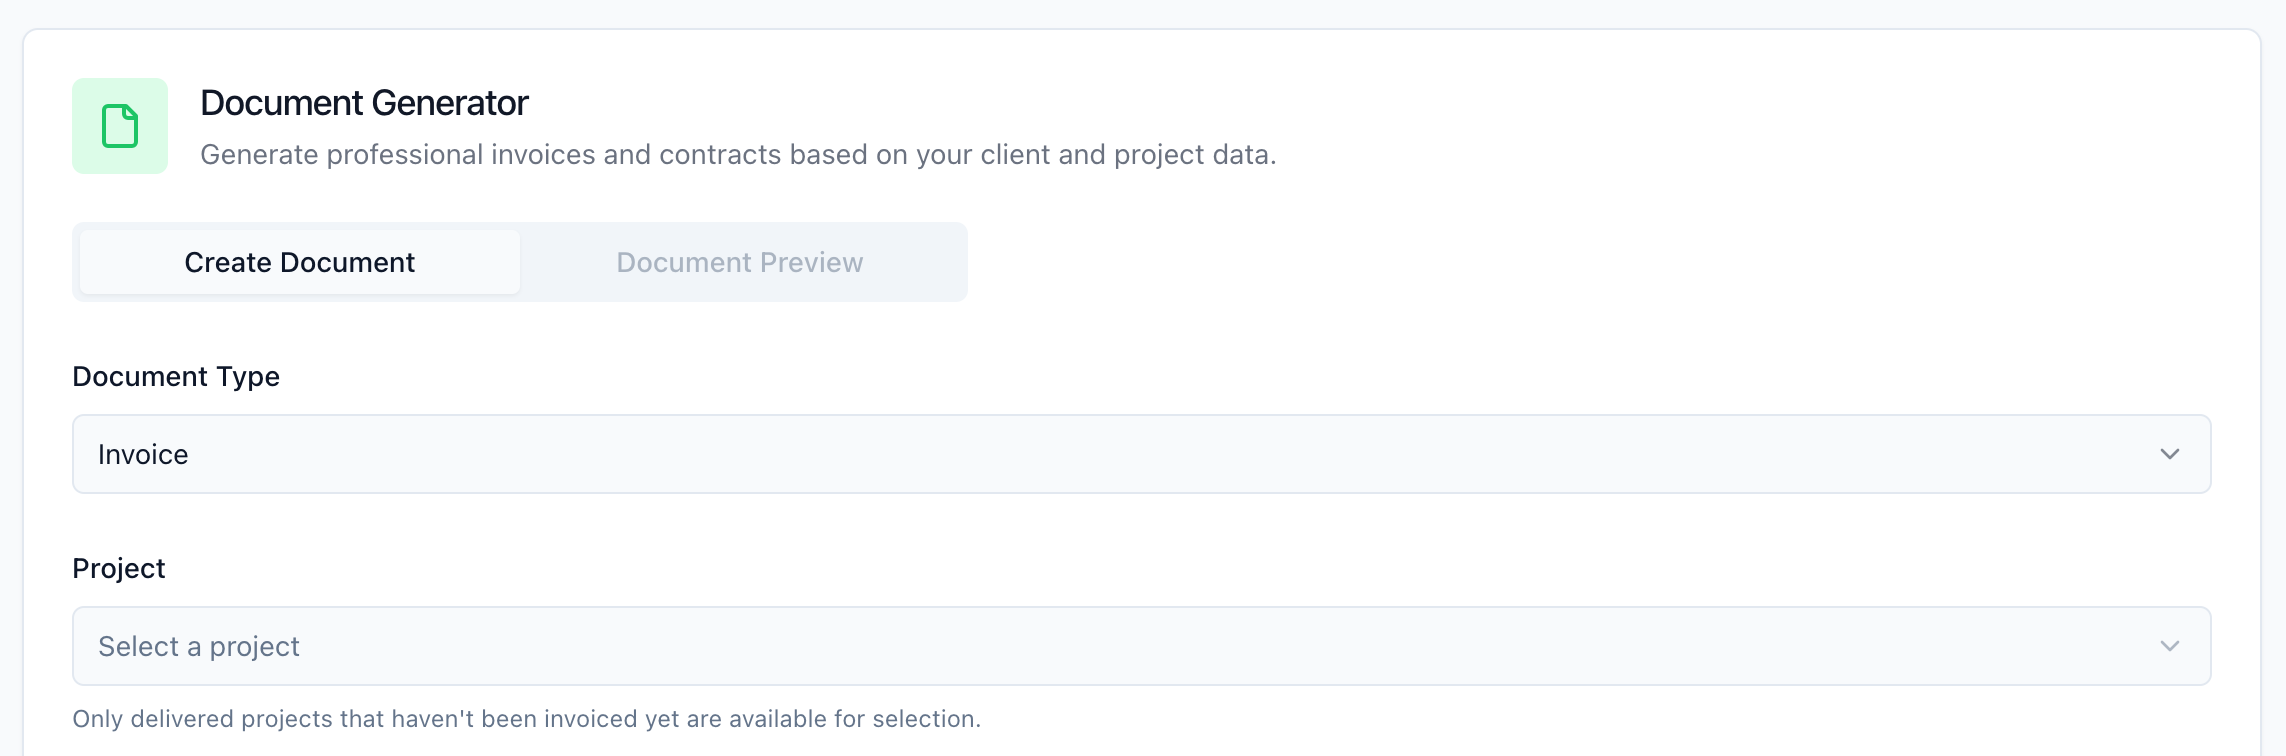 Document Generator
Generate professional invoices and contracts based on your client and project data.
Create Document
Document Preview
Document Type
Invoice
Project
Select a project
Only delivered projects that haven't been invoiced yet are available for selection.